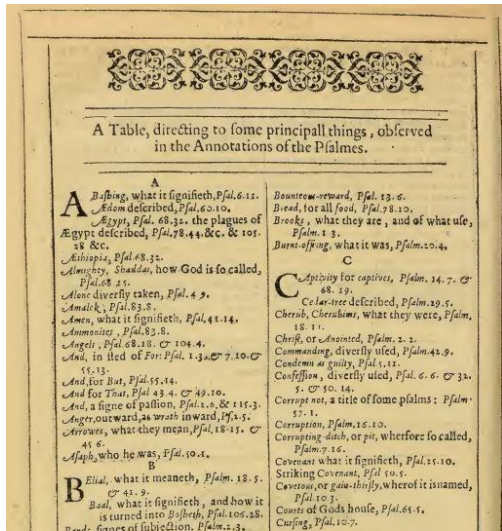 A Table, directing to ſome principall things, obſerved
in the Annotations of the Pſalmes.
A
ABaſhing, what it ſignifieth, Pſal.6.11.
Ædom deſcribed, Pſal.60.10.
Ægypt, Pſal. 68.32. the plagues of
Ægypt deſcribed, Pſal.78.44.&c. & 105.
28 &c.
Æthiopia, Pſal.68.32.
Almighty, Shaddai, how God is ſo called,
Pſal.68.15.
Alone diverſly taken, Pſal.4.9.
Amalek, Pſal.83.8.
Amen, what it ſignifieth, Pſal.41.14.
Ammonites, Pſal.83.8.
Angels, Pſal.68.18. & 104.4.
And, in ſted of For: Pſal. 1.3. & 7.10. &
55.13.
And, for But, Pſal.55.14.
And for That, Pſal 43.4. & 49.10.
And, a ſigne of paſſion, Pſal.2.6. & 115.3.
Anger, outward, as wrath inward, Pſ.2.5.
Arrowes, what they mean, Pſal.18.15. &
45 6.
Aſaph, who he was, Pſal.50.1.
B
BElial, what it meaneth, Pſalm. 18.5.
& 41.9.
Baal, what it ſignifieth, and how it
is turned into Boſheth, Pſal.106.28.
Bands, ſignes of ſubjection, Pſalm.2.3.
Bounteous-reward, Pſal. 13.6.
Bread, for all food, Pſal.78.20.
Brooks, what they are, and of what uſe,
Pſalm.1 3.
Burnt-offring, what it was, Pſalm.20.4.
C
CAptivity for captives, Pſalm. 14.7. &
68.19.
Cedar-tree deſcribed, Pſalm.29.5.
Cherub, Cherubims, what they were, Pſalm.
18.11.
Chriſt, or Anointed, Pſalm. 2.2.
Commanding, diverſly uſed, Pſalm.42.9.
Condemn as guilty, Pſal.5.11.
Confeſſion, diverſly uſed, Pſal. 6.6. & 32.
5. & 50.14.
Corrupt not, a title of ſome pſalms: Pſalm.
57.1.
Corruption, Pſalm.16.10.
Corrupting-ditch, or pit, wherfore ſo called,
Pſalm.7.16.
Covenant what it ſignifieth, Pſal.25.10.
Striking Covenant, Pſal 50.5.
Covetous, or gain-thirſty, wherof it is named,
Pſal.10 3.
Courts of Gods houſe, Pſal.65.5.
Curſing, Pſal.10.7.